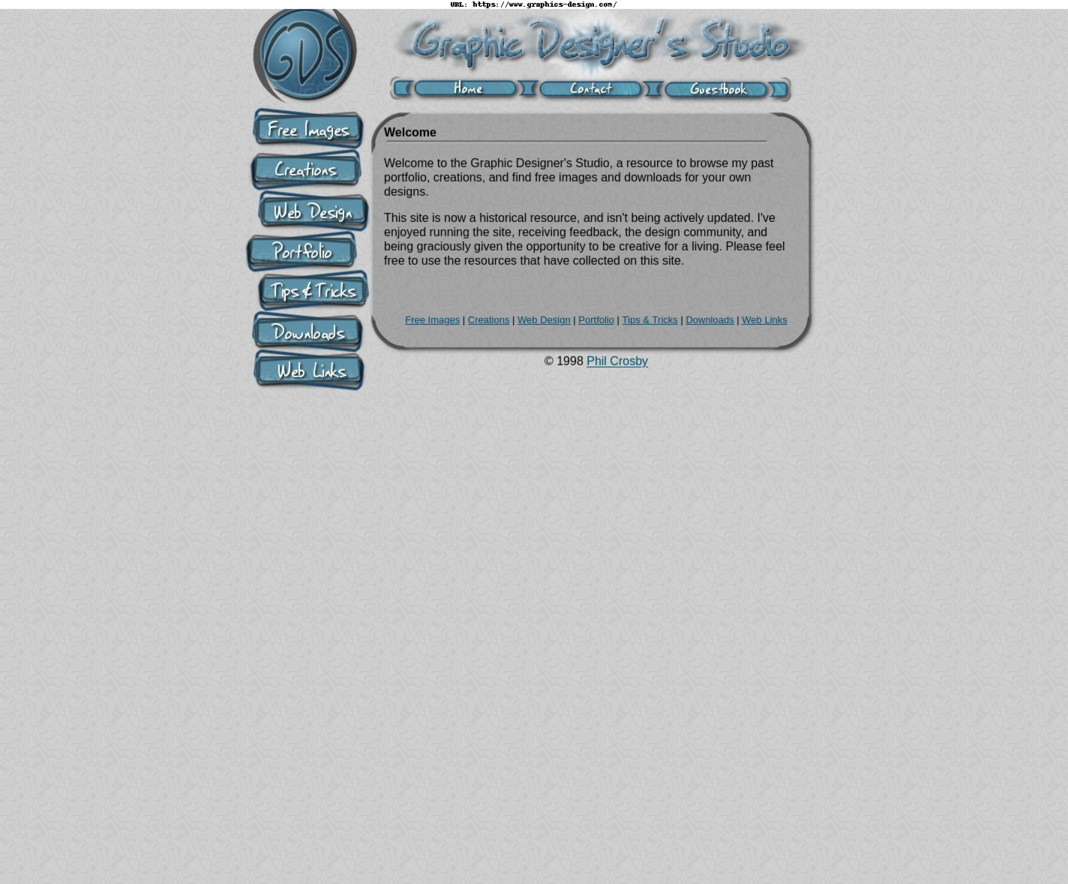 URL: https://www.graphics-design.com/
GDS
Graphic Designer's Studio
Home
Contact
Guestbook
Free Images
Creations
Web Design
Portfolio
Tips & Tricks
Downloads
Web Links
Welcome
Welcome to the Graphic Designer's Studio, a resource to browse my past
portfolio, creations, and find free images and downloads for your own
designs.
This site is now a historical resource, and isn't being actively updated. I've
enjoyed running the site, receiving feedback, the design community, and
being graciously given the opportunity to be creative for a living. Please feel
free to use the resources that have collected on this site.
Free Images | Creations | Web Design | Portfolio | Tips & Tricks | Downloads | Web Links
© 1998 Phil Crosby